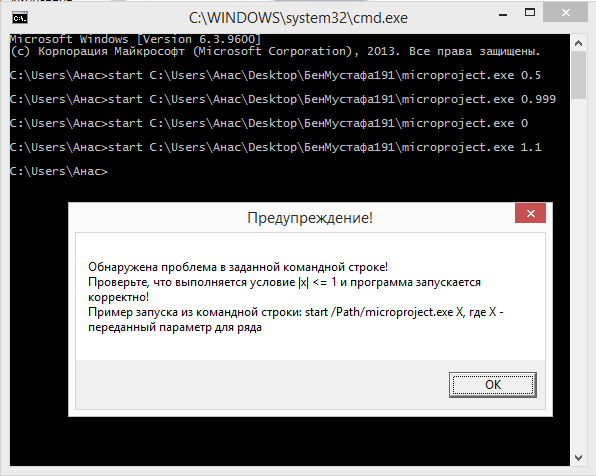 C:\WINDOWS\system32\cmd.exe
Microsoft Windows [Version 6.3.9600]
(c) Корпорация Майкрософт (Microsoft Corporation), 2013. Все права защищены.
C:\Users\Анас>start C:\Users\Анас\Desktop\БенМустафа191\microproject.exe 0.5
C:\Users\Анас>start C:\Users\Анас\Desktop\БенМустафа191\microproject.exe 0.999
C:\Users\Анас>start C:\Users\Анас\Desktop\БенМустафа191\microproject.exe 0
C:\Users\Анас>start C:\Users\Анас\Desktop\БенМустафа191\microproject.exe 1.1
C:\Users\Анас>
Предупреждение!
Обнаружена проблема в заданной командной строке!
Проверьте, что выполняется условие |x| <= 1 и программа запускается
корректно!
Пример запуска из командной строки: start /Path/microproject.exe X, где X -
переданный параметр для ряда
OK